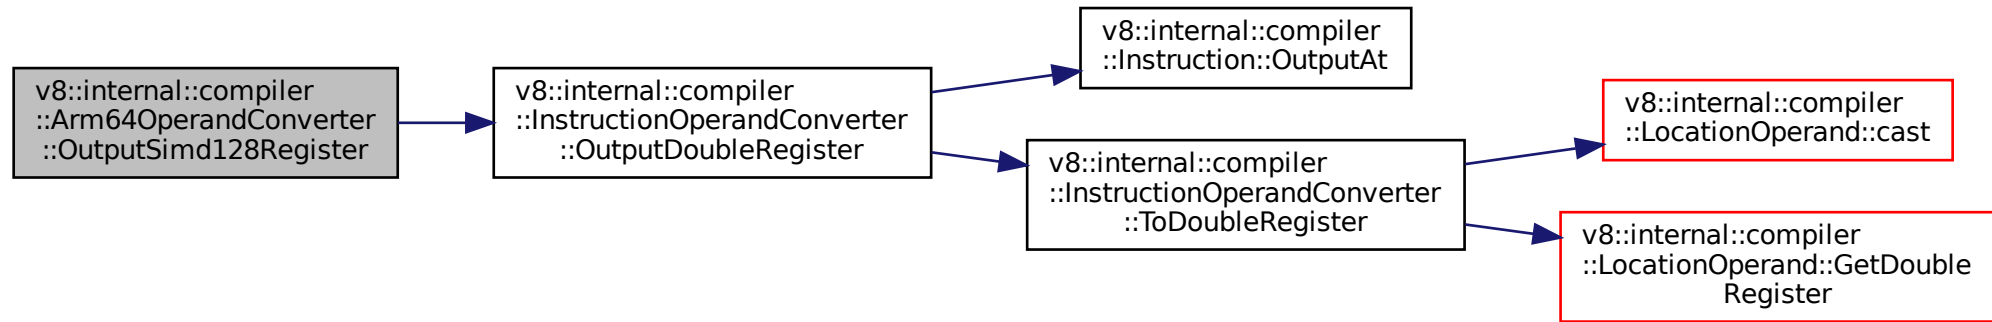 v8::internal::compiler
::Arm64OperandConverter
::OutputSimd128Register
v8::internal::compiler
::InstructionOperandConverter
::OutputDoubleRegister
v8::internal::compiler
::Instruction::OutputAt
v8::internal::compiler
::InstructionOperandConverter
::ToDoubleRegister
v8::internal::compiler
::LocationOperand::cast
v8::internal::compiler
::LocationOperand::GetDouble
Register